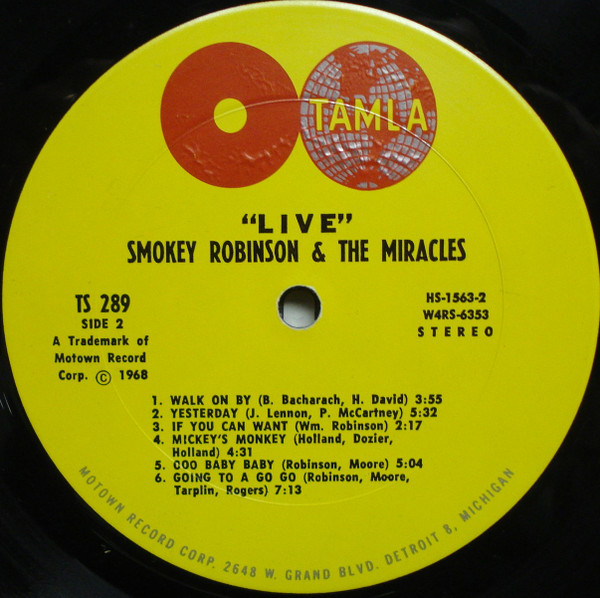 TAMLA
"LIVE"
SMOKEY ROBINSON & THE MIRACLES
TS 289
SIDE 2
A Trademark of
Motown Record
Corp. © 1968
HS-1563-2
W4RS-6353
STEREO
1. WALK ON BY (B. Bacharach, H. David) 3:55
2. YESTERDAY (J. Lennon, P. McCartney) 5:32
3. IF YOU CAN WANT (Wm. Robinson) 2:17
4. MICKEY'S MONKEY (Holland, Dozier,
Holland) 4:31
5. OOO BABY BABY (Robinson, Moore) 5:04
6. GOING TO A GO GO (Robinson, Moore,
Tarplin, Rogers) 7:13
MOTOWN RECORD CORP. 2648 W. GRAND BLVD. DETROIT 8, MICHIGAN